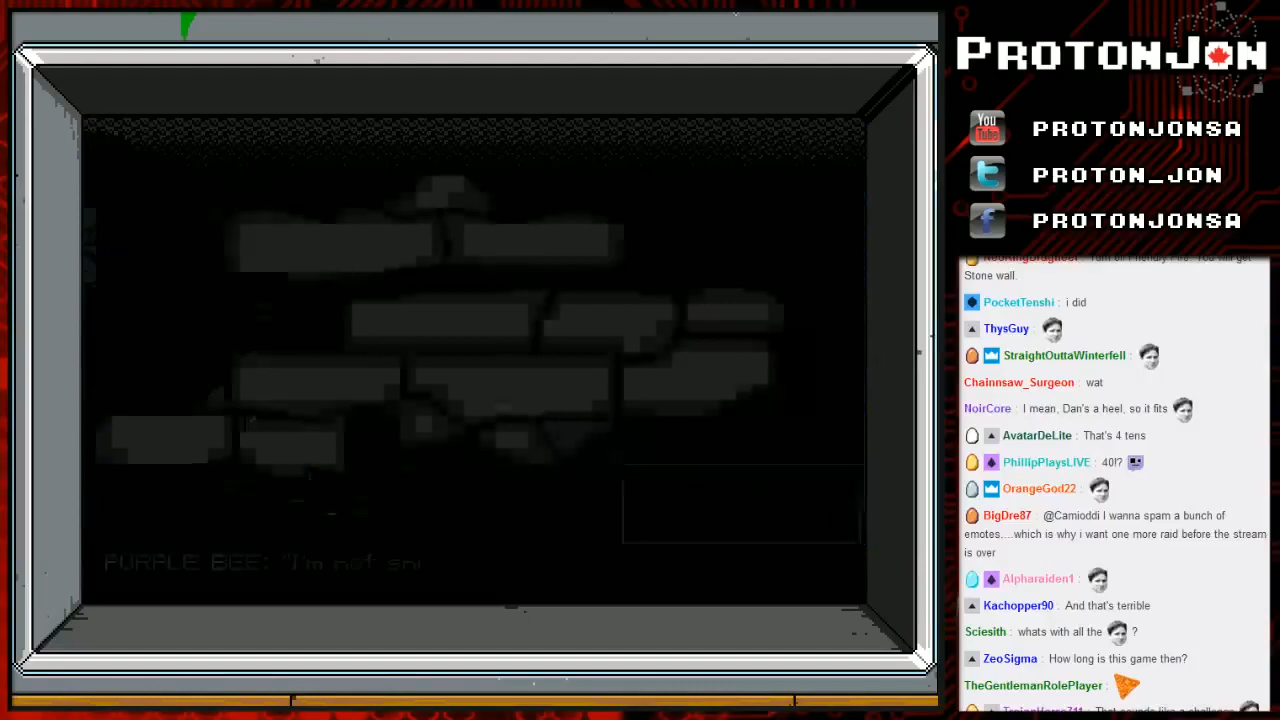 PROTONJON
You
Tube
PROTONJONSA
PROTON_JON
PROTONJONSA
Stone wall.
PocketTenshi : i did
ThysGuy :
StraightOuttaWinterfell :
Chainnsaw_Surgeon : wat
NoirCore : I mean, Dan's a heel, so it fits
AvatarDeLite : That's 4 tens
PhillipPlaysLIVE : 40!?
OrangeGod22 :
BigDre87 : @Camioddi I wanna spam a bunch of
emotes....which is why i want one more raid before the stream
is over
Alpharaiden1 :
Kachopper90 : And that's terrible
Sciesith : whats with all the ?
ZeoSigma : How long is this game then?
TheGentlemanRolePlayer :
PURPLE BEE: "I'm not